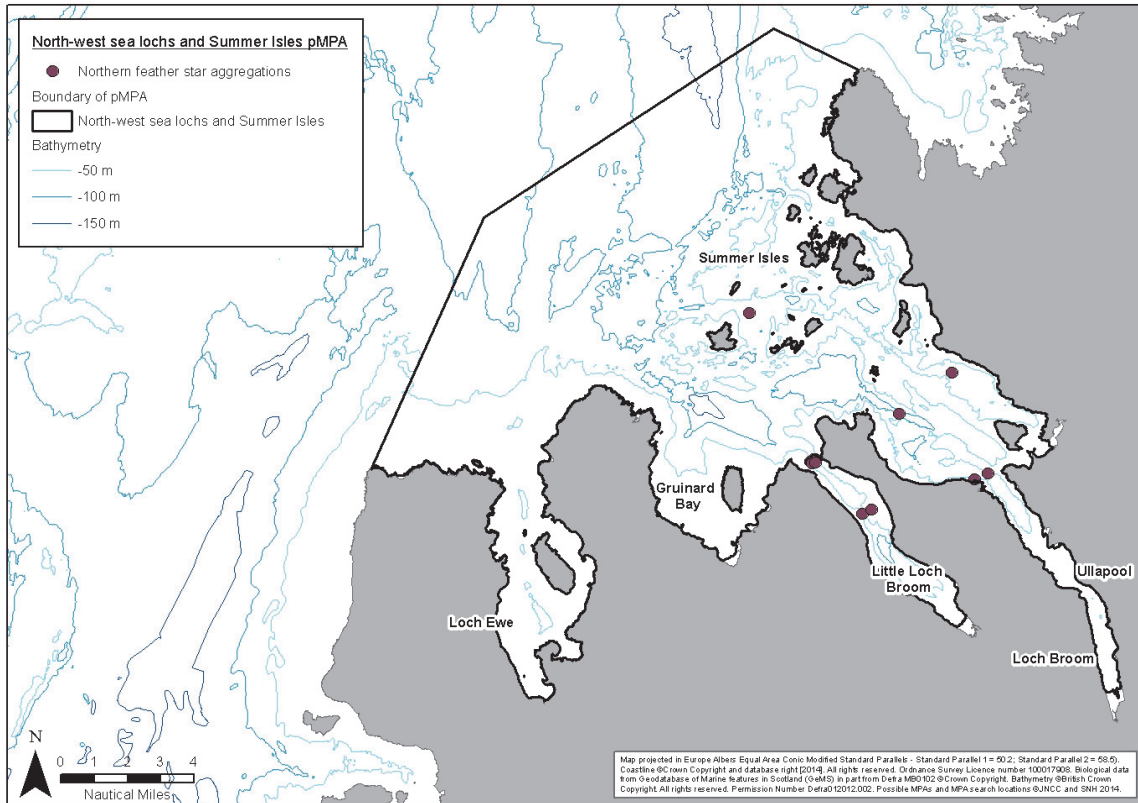 North-west sea lochs and Summer Isles pMPA
Northern feather star aggregations
Boundary of pMPA
North-west sea lochs and Summer Isles
Bathymetry
-50 m
-100 m
-150 m
Summer Isles
Gruinard
Bay
Little Loch
Broom
Ullapool
Loch Ewe
Loch Broom
N
0 1 2 3 4
Nautical Miles
Map projected in Europe Albers Equal Area Conic Modified Standard Parallels - Standard Parallel 1 = 50.2; Standard Parallel 2 = 58.5).
Coastline ©Crown Copyright and database right [2014]. All rights reserved. Ordnance Survey Licence number 100017908. Biological data
from Geodatabase of Marine features in Scotland (GeMS) in part from Defra MB0102 ©Crown Copyright. Bathymetry ©British Crown
Copyright. All rights reserved. Permission Number Defra012012.002. Possible MPAs and MPA search locations ©JNCC and SNH 2014.